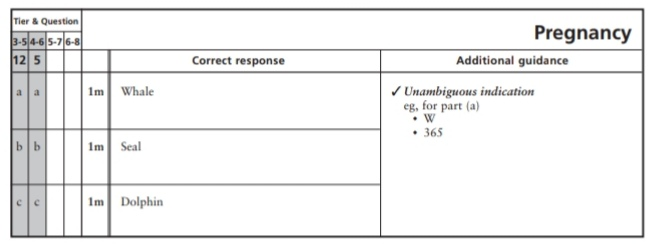 Tier & Question
Pregnancy
3-5 4-6 5-7 6-8
12 5 Correct response Additional guidance
a a 1m Whale ✓ Unambiguous indication
eg, for part (a)
• W
• 365
b b 1m Seal
c c 1m Dolphin